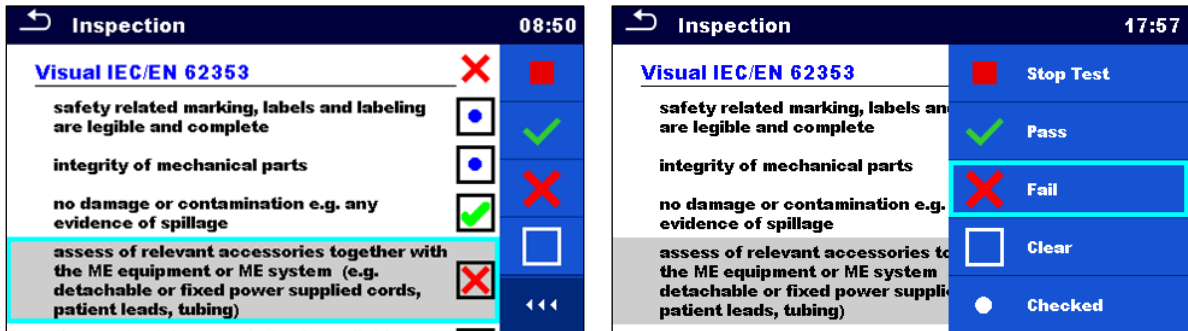 Inspection 08:50
Visual IEC/EN 62353
safety related marking, labels and labeling
are legible and complete
integrity of mechanical parts
no damage or contamination e.g. any
evidence of spillage
assess of relevant accessories together with
the ME equipment or ME system (e.g.
detachable or fixed power supplied cords,
patient leads, tubing)
Inspection 17:57
Visual IEC/EN 62353
safety related marking, labels an
are legible and complete
integrity of mechanical parts
no damage or contamination e.g.
evidence of spillage
assess of relevant accessories to
the ME equipment or ME system
detachable or fixed power suppli
patient leads, tubing)
Stop Test
Pass
Fail
Clear
Checked